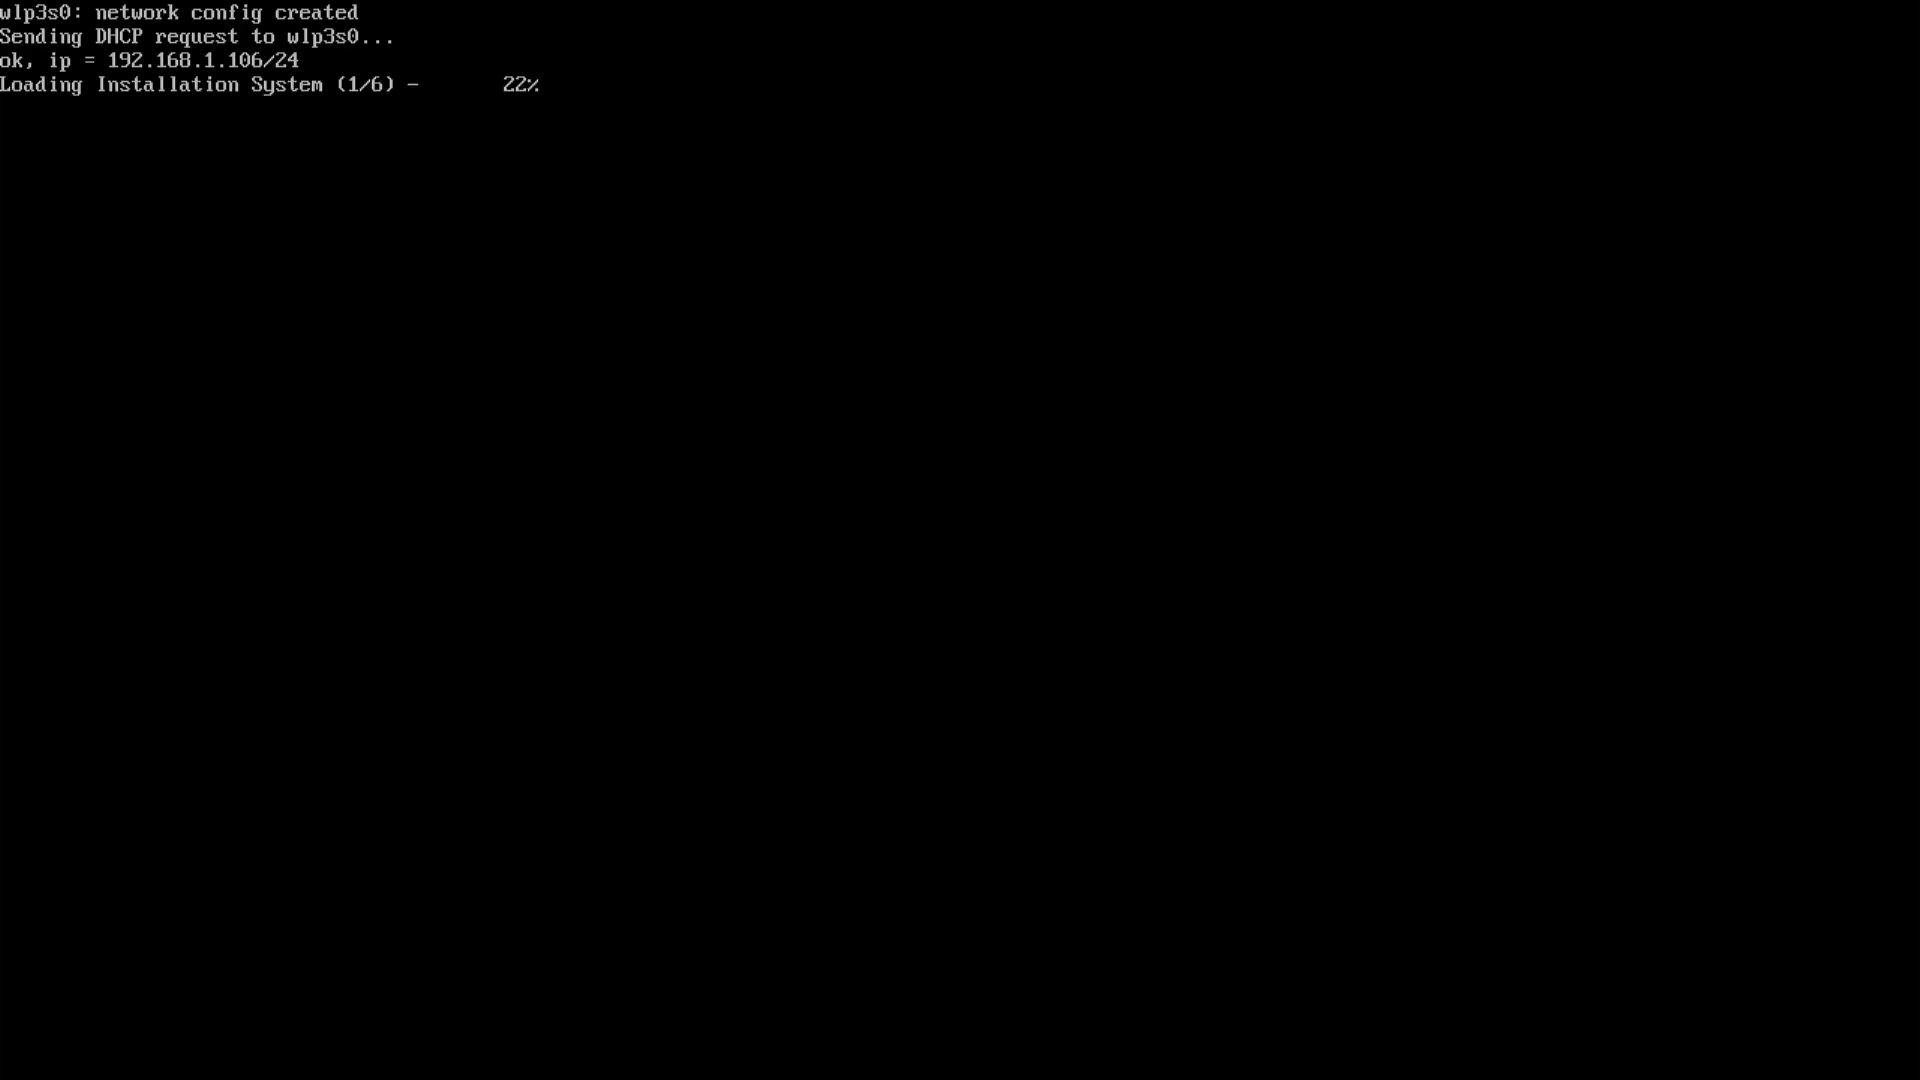 wlp3s0: network config created
Sending DHCP request to wlp3s0...
ok, ip = 192.168.1.106/24
Loading Installation System (1/6) -       22%